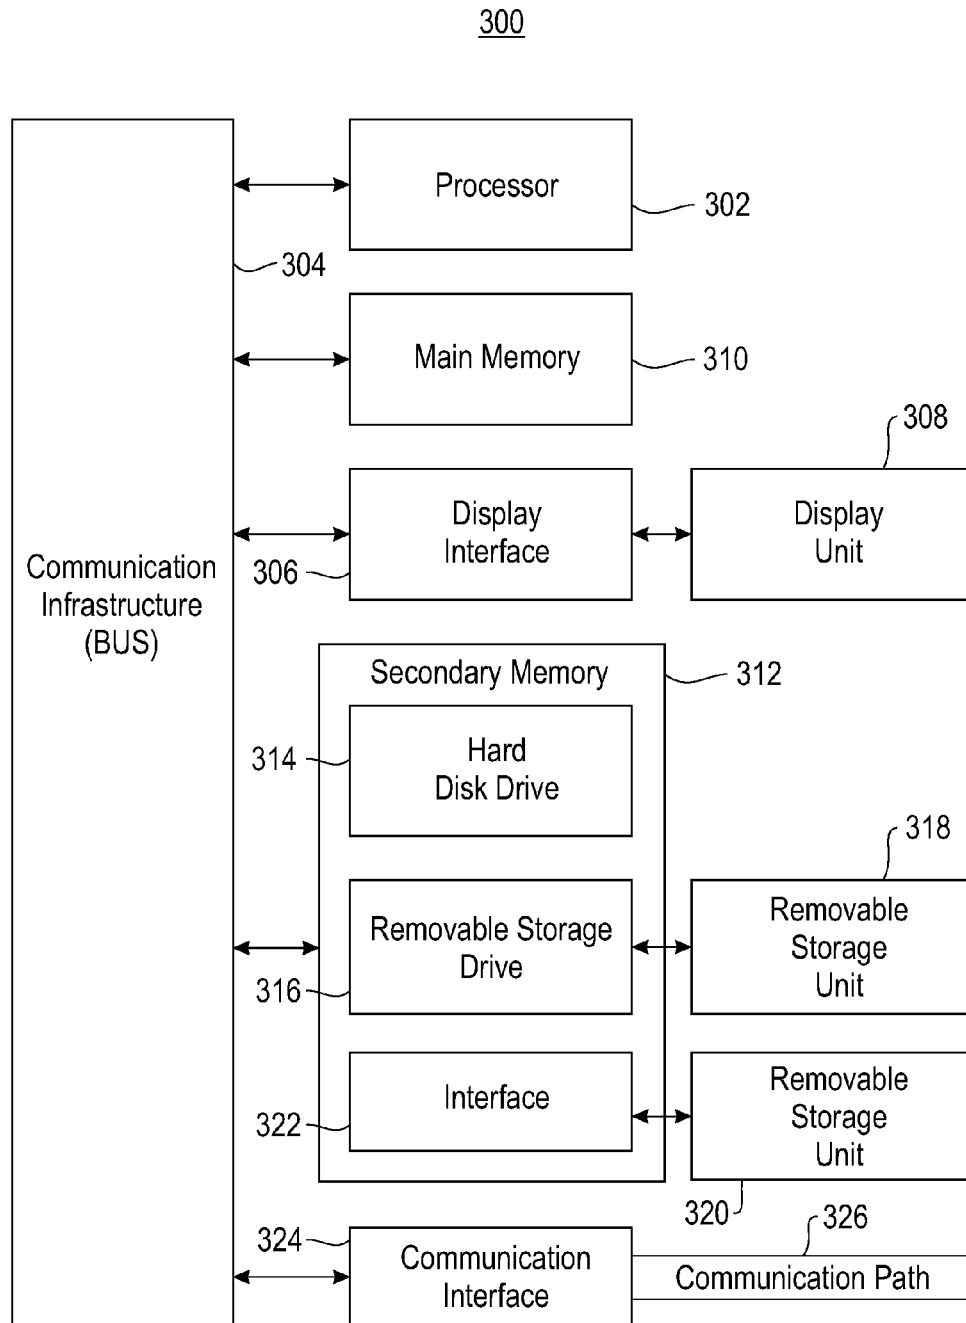 300
Processor
302
304
Main Memory
310
308
Display
Interface
306
Display
Unit
Communication
Infrastructure
(BUS)
Secondary Memory
312
314
Hard
Disk Drive
318
Removable Storage
Drive
316
Removable
Storage
Unit
Interface
322
Removable
Storage
Unit
320
326
324
Communication
Interface
Communication Path